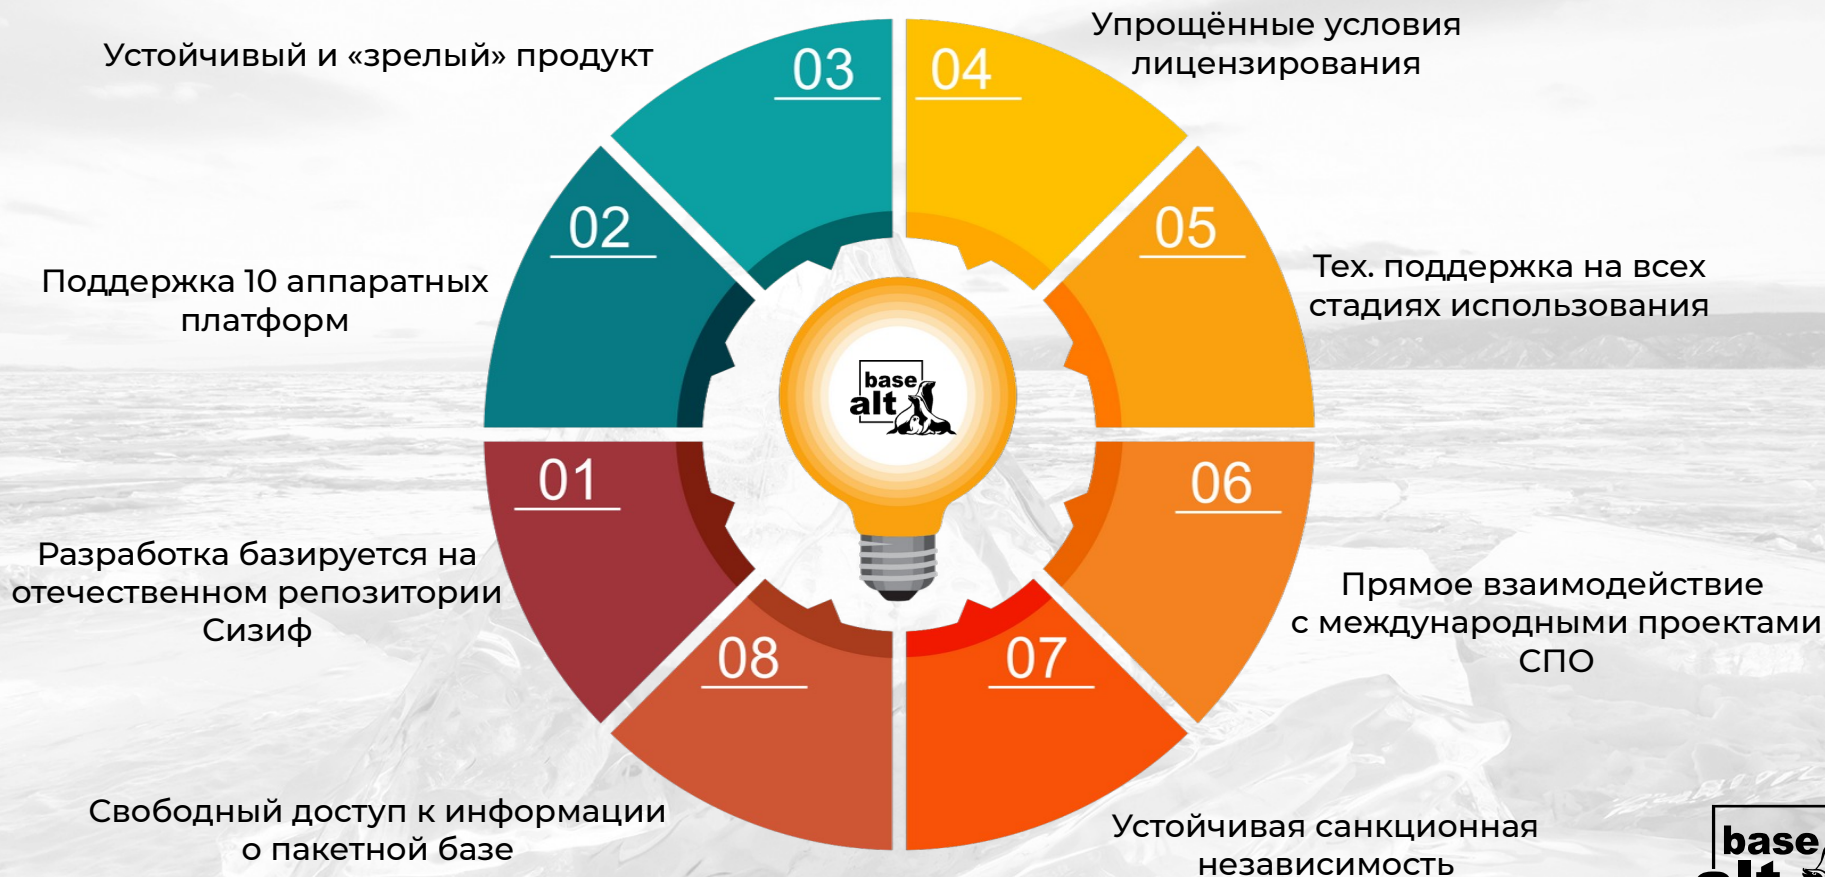 Устойчивый и «зрелый» продукт
03
04
Упрощённые условия
лицензирования
02
Поддержка 10 аппаратных
платформ
05
Тех. поддержка на всех
стадиях использования
base
alt
01
Разработка базируется на
отечественном репозитории
Сизиф
06
Прямое взаимодействие
с международными проектами
СПО
08
Свободный доступ к информации
о пакетной базе
07
Устойчивая санкционная
независимость
base
alt